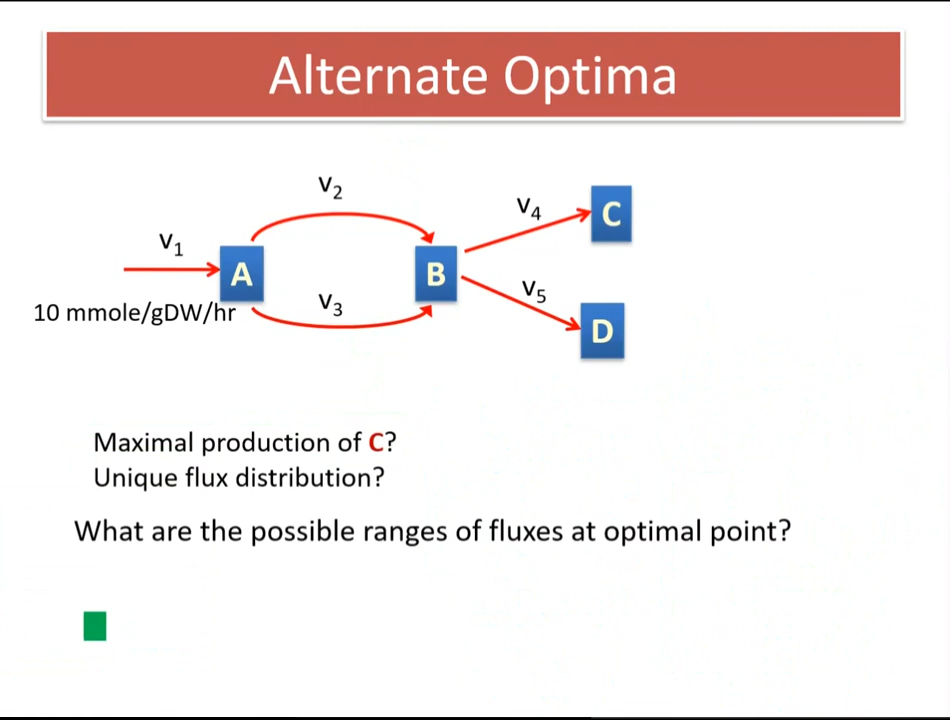 Alternate Optima
v2
v4
C
v1
A
B
v3
v5
10 mmole/gDW/hr
D
Maximal production of C?
Unique flux distribution?
What are the possible ranges of fluxes at optimal point?